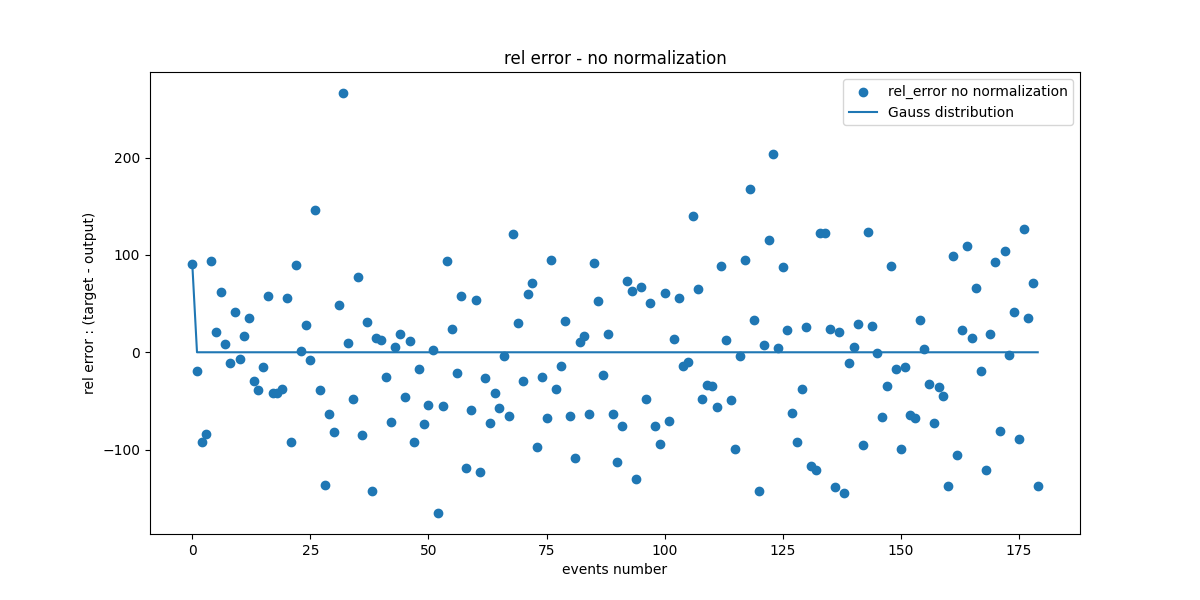 rel error - no normalization
rel_error no normalization
Gauss distribution
rel error : (target - output)
200
100
0
−100
0 25 50 75 100 125 150 175
events number